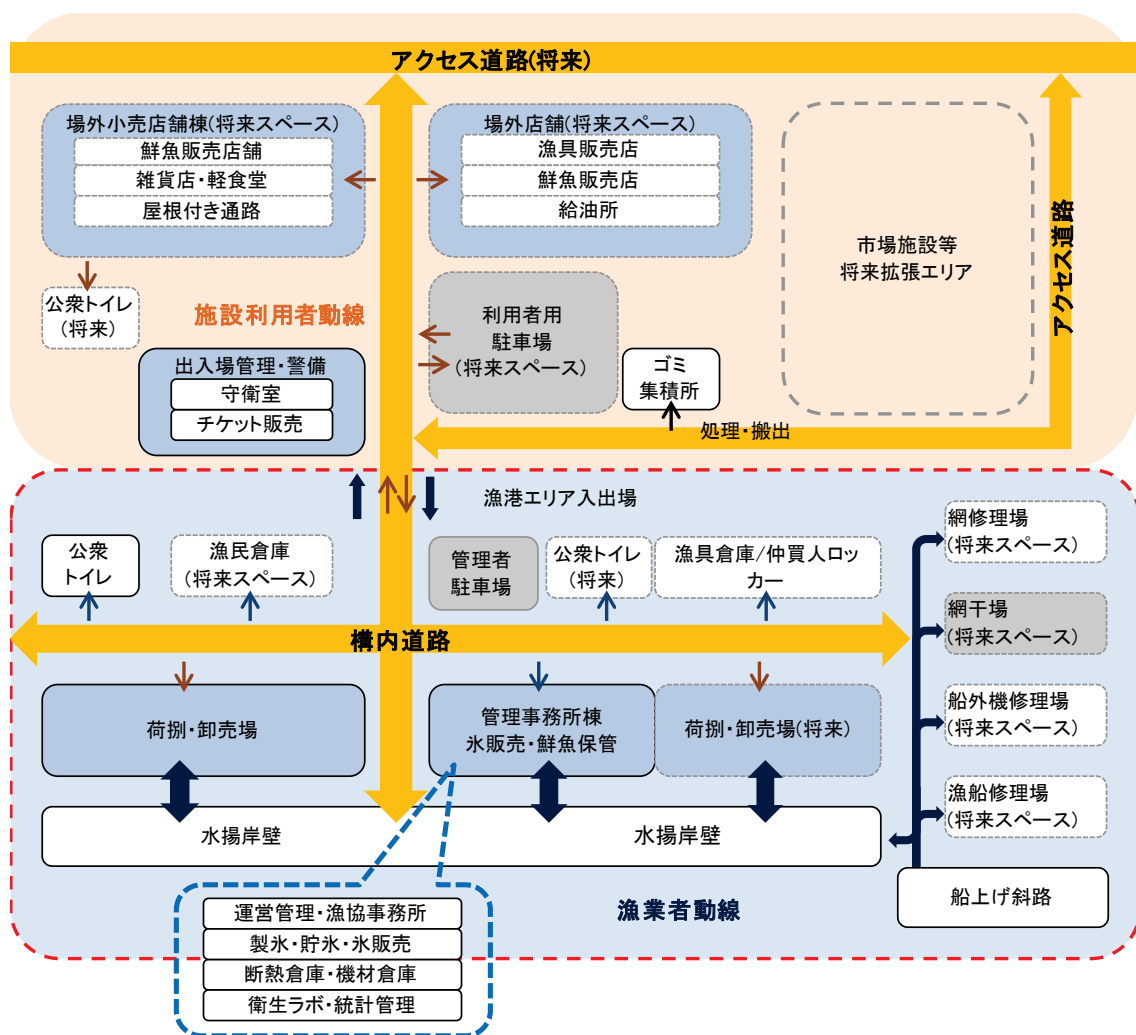 アクセス道路(将来)
場外小売店舗棟(将来スペース)
鮮魚販売店舗
雑貨店・軽食堂
屋根付き通路
場外店舗(将来スペース)
漁具販売店
鮮魚販売店
給油所
市場施設等
将来拡張エリア
アクセス道路
公衆トイレ
(将来)
施設利用者動線
利用者用
駐車場
(将来スペース)
出入場管理・警備
守衛室
チケット販売
ゴミ
集積所
処理・搬出
漁港エリア入出場
公衆
トイレ
漁民倉庫
(将来スペース)
管理者
駐車場
公衆トイレ
(将来)
漁具倉庫/仲買人ロッ
カー
網修理場
(将来スペース)
網干場
(将来スペース)
構内道路
荷捌・卸売場
管理事務所棟
氷販売・鮮魚保管
荷捌・卸売場(将来)
船外機修理場
(将来スペース)
漁船修理場
(将来スペース)
水揚岸壁
水揚岸壁
船上げ斜路
漁業者動線
運営管理・漁協事務所
製氷・貯氷・氷販売
断熱倉庫・機材倉庫
衛生ラボ・統計管理